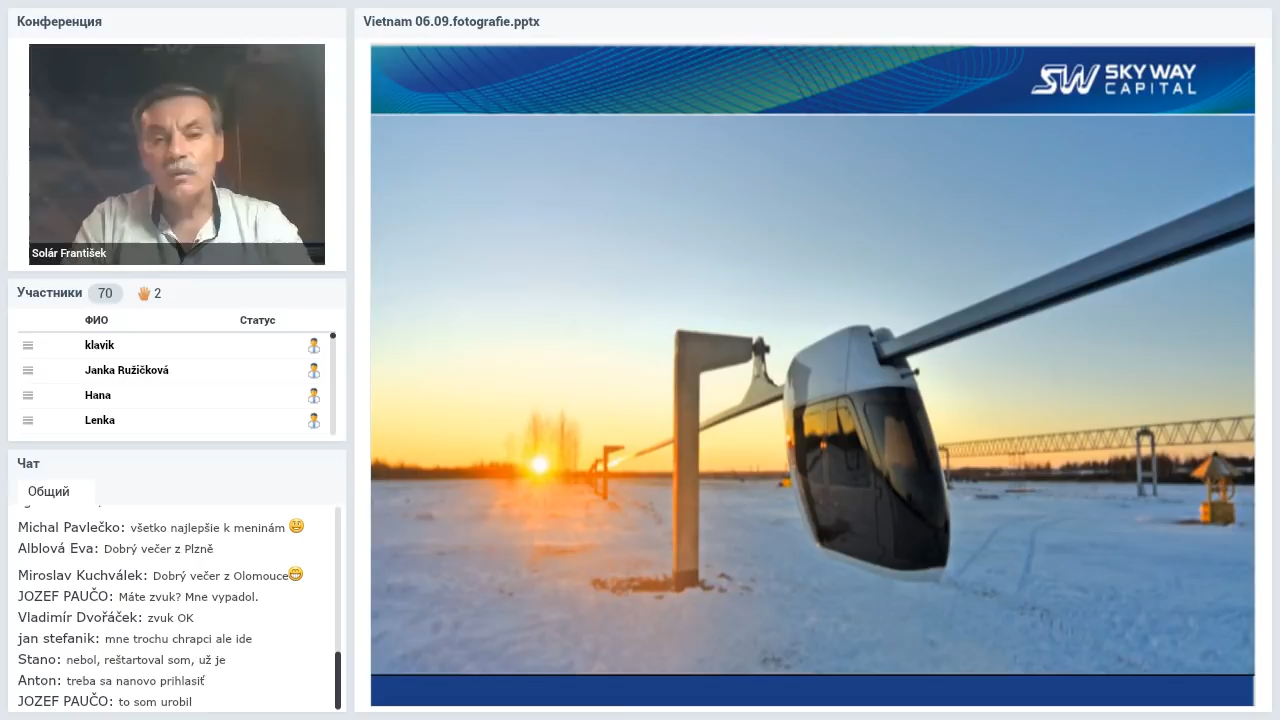 Конференция
Solár František
Участники 70 2
ФИО Статус
klavik
Janka Ružičková
Hana
Lenka
Чат
Общий
Michal Pavlečko: všetko najlepšie k meninám
Alblová Eva: Dobrý večer z Plzně
Miroslav Kuchválek: Dobrý večer z Olomouce
JOZEF PAUČO: Máte zvuk? Mne vypadol.
Vladimír Dvořáček: zvuk OK
jan stefanik: mne trochu chrapci ale ide
Stano: nebol, reštartoval som, už je
Anton: treba sa nanovo prihlasiť
JOZEF PAUČO: to som urobil
Vietnam 06.09.fotografie.pptx
SW SKY WAY
CAPITAL